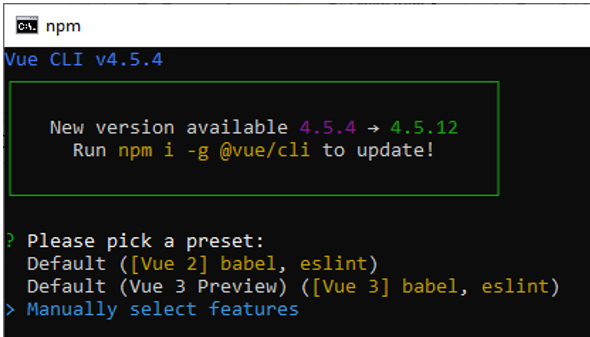 C:\. npm
Vue CLI v4.5.4
New version available 4.5.4 → 4.5.12
Run npm i -g @vue/cli to update!
? Please pick a preset:
Default ([Vue 2] babel, eslint)
Default (Vue 3 Preview) ([Vue 3] babel, eslint)
> Manually select features